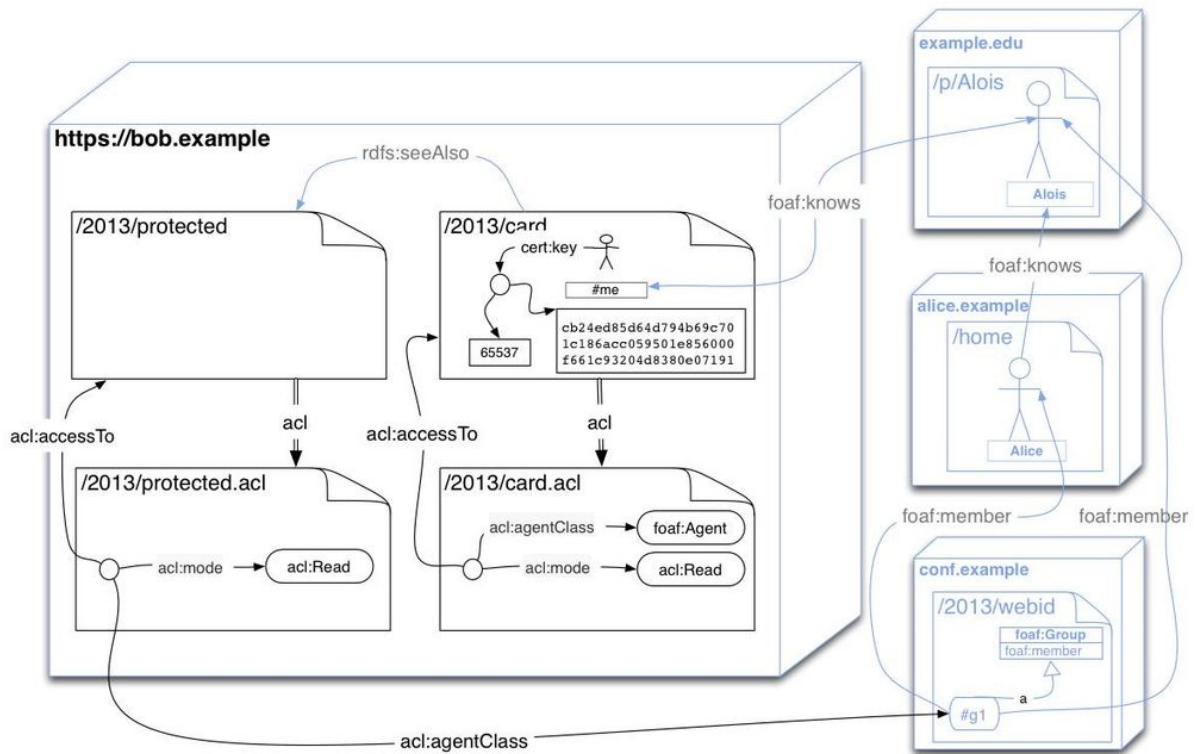 https://bob.example
rdfs:seeAlso
/2013/protected
/2013/card
cert:key
#me
65537
cb24ed85d64d794b69c70
1c186acc059501e856000
f661c93204d8380e07191
acl
acl
acl:accessTo
acl:accessTo
/2013/protected.acl
acl:mode
acl:Read
/2013/card.acl
acl:agentClass
foaf:Agent
acl:mode
acl:Read
acl:agentClass
foaf:knows
example.edu
/p/Alois
Alois
foaf:knows
alice.example
/home
Alice
foaf:member
foaf:member
conf.example
/2013/webid
foaf:Group
foaf:member
a
#g1